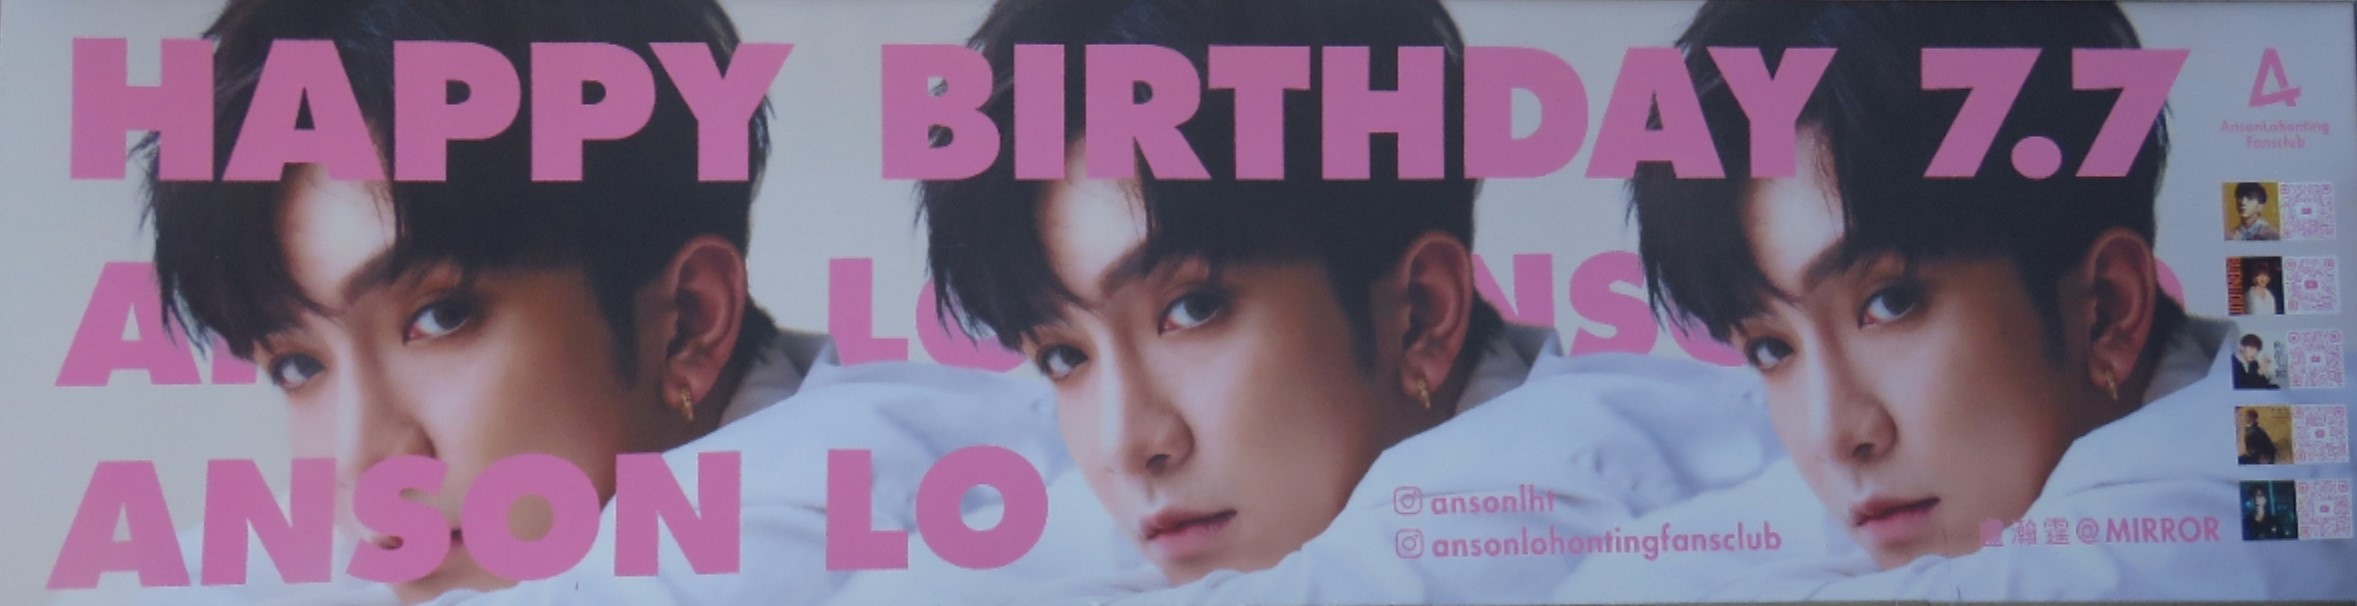 HAPPY BIRTHDAY 7.7
AnsonLohonting
Fansclub
ANSON LO
ansonlht
ansonlohontingfansclub
盧瀚霆@MIRROR